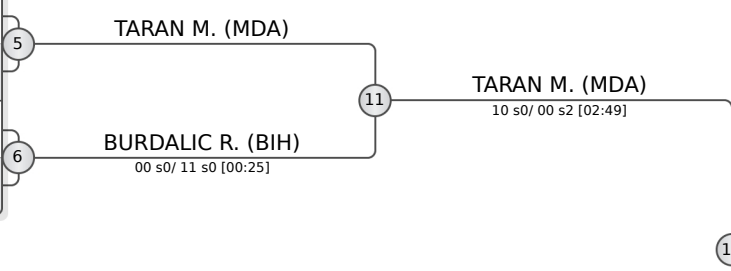 TARAN M. (MDA)
5
TARAN M. (MDA)
11
10 s0/ 00 s2 [02:49]
BURDALIC R. (BIH)
6
00 s0/ 11 s0 [00:25]